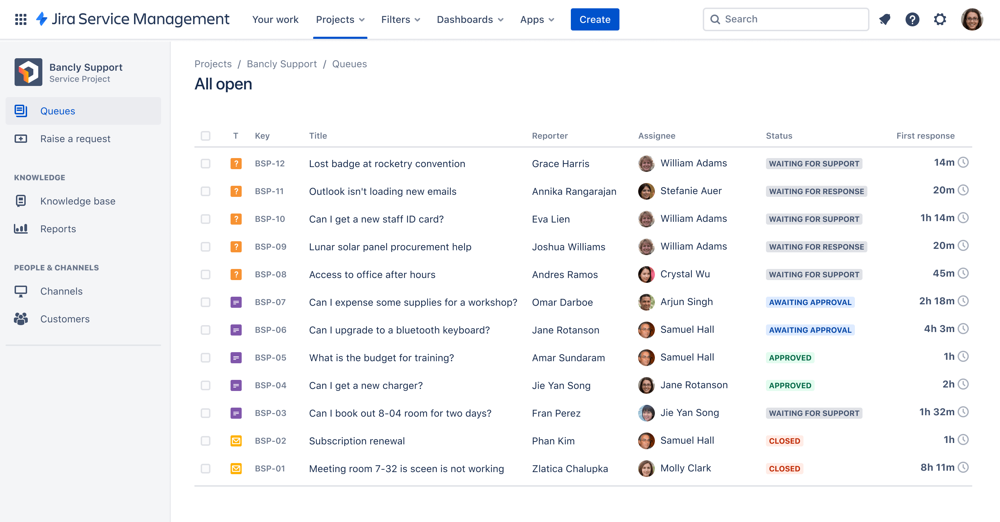 Jira Service Management Your work Projects Filters Dashboards Apps Create Search
Bancly Support
Service Project
Queues
Raise a request
KNOWLEDGE
Knowledge base
Reports
PEOPLE & CHANNELS
Channels
Customers
Projects / Bancly Support / Queues
All open
T Key Title Reporter Assignee Status First response
? BSP-12 Lost badge at rocketry convention Grace Harris William Adams WAITING FOR SUPPORT 14m
? BSP-11 Outlook isn't loading new emails Annika Rangarajan Stefanie Auer WAITING FOR RESPONSE 20m
? BSP-10 Can I get a new staff ID card? Eva Lien William Adams WAITING FOR SUPPORT 1h 14m
? BSP-09 Lunar solar panel procurement help Joshua Williams William Adams WAITING FOR RESPONSE 20m
? BSP-08 Access to office after hours Andres Ramos Crystal Wu WAITING FOR SUPPORT 45m
BSP-07 Can I expense some supplies for a workshop? Omar Darboe Arjun Singh AWAITING APPROVAL 2h 18m
BSP-06 Can I upgrade to a bluetooth keyboard? Jane Rotanson Samuel Hall AWAITING APPROVAL 4h 3m
BSP-05 What is the budget for training? Amar Sundaram Samuel Hall APPROVED 1h
BSP-04 Can I get a new charger? Jie Yan Song Jane Rotanson APPROVED 2h
BSP-03 Can I book out 8-04 room for two days? Fran Perez Jie Yan Song WAITING FOR SUPPORT 1h 32m
BSP-02 Subscription renewal Phan Kim Samuel Hall CLOSED 1h
BSP-01 Meeting room 7-32 is sceen is not working Zlatica Chalupka Molly Clark CLOSED 8h 11m